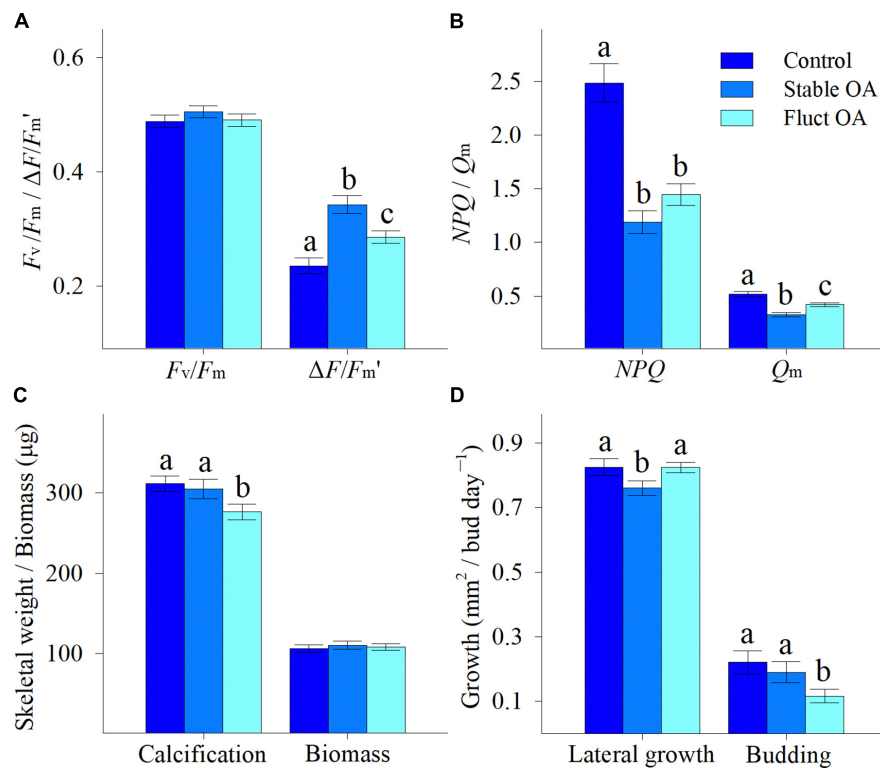 A
Fv/Fm / ΔF/Fm'
0.6
0.4
0.2
a
b
c
Fv/Fm
ΔF/Fm'
B
NPQ / Qm
2.5
2.0
1.5
1.0
0.5
a
b
b
a
b
c
Control
Stable OA
Fluct OA
NPQ
Qm
C
Skeletal weight / Biomass (μg)
300
200
100
a
a
b
Calcification
Biomass
D
Growth (mm² / bud day⁻¹)
0.9
0.7
0.5
0.3
0.1
a
b
a
a
a
b
Lateral growth
Budding